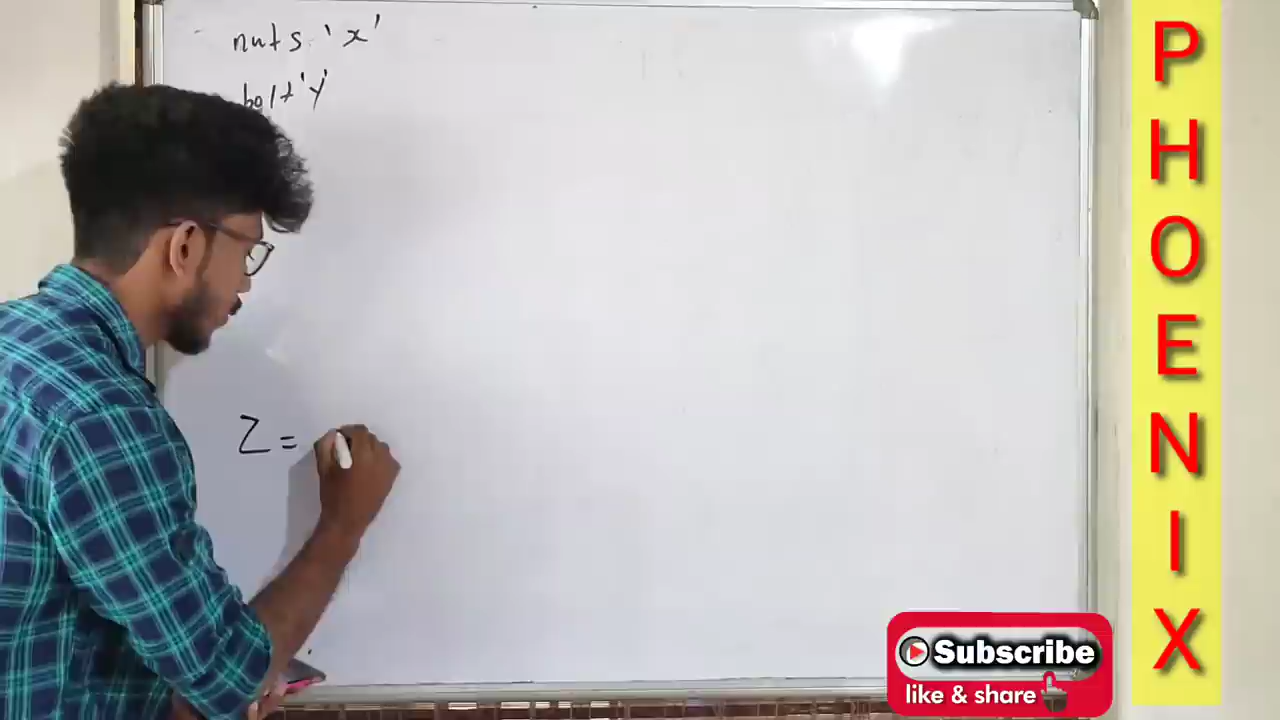 nuts 'x'
bolt 'y'
Z =
PHOENIX
Subscribe
like & share